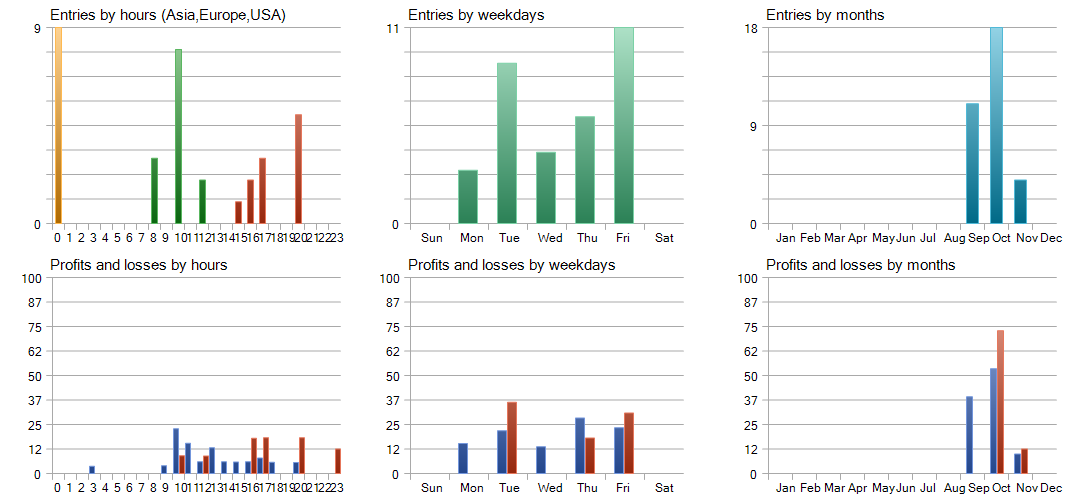 Entries by hours (Asia,Europe,USA)
9
0
0 1 2 3 4 5 6 7 8 9 10 11 12 13 14 15 16 17 18 19 20 21 22 23
Entries by weekdays
11
0
Sun Mon Tue Wed Thu Fri Sat
Entries by months
18
9
0
Jan Feb Mar Apr May Jun Jul Aug Sep Oct Nov Dec
Profits and losses by hours
100
87
75
62
50
37
25
12
0
0 1 2 3 4 5 6 7 8 9 10 11 12 13 14 15 16 17 18 19 20 21 22 23
Profits and losses by weekdays
100
87
75
62
50
37
25
12
0
Sun Mon Tue Wed Thu Fri Sat
Profits and losses by months
100
87
75
62
50
37
25
12
0
Jan Feb Mar Apr May Jun Jul Aug Sep Oct Nov Dec